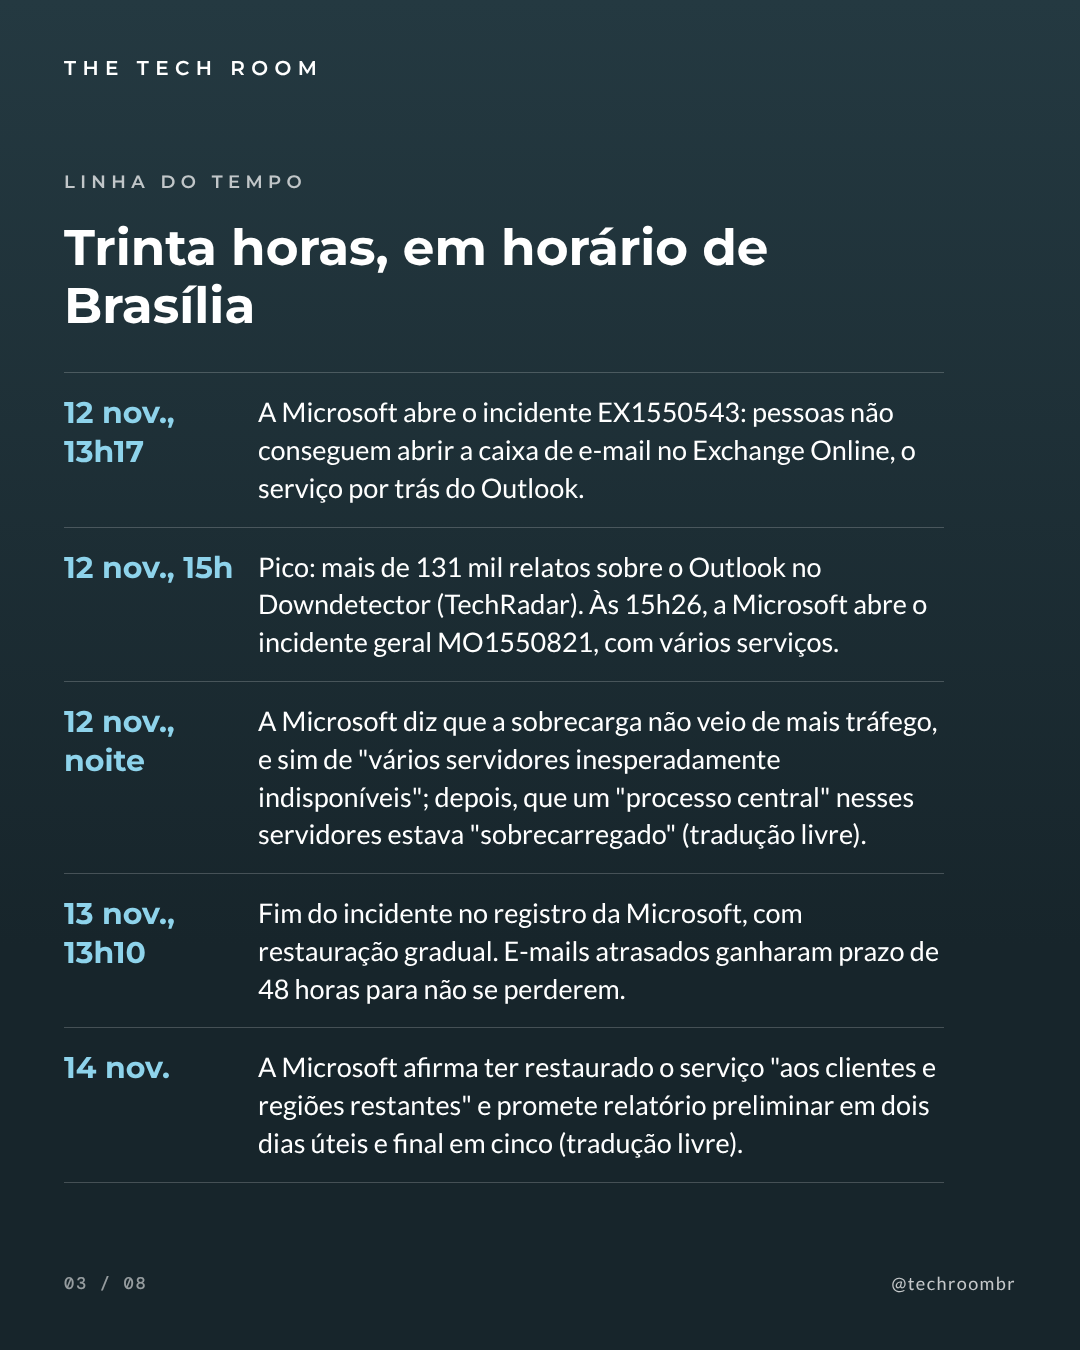 THE TECH ROOM
LINHA DO TEMPO
Trinta horas, em horário de
Brasília
12 nov.,
13h17
A Microsoft abre o incidente EX1550543: pessoas não
conseguem abrir a caixa de e-mail no Exchange Online, o
serviço por trás do Outlook.
12 nov., 15h
Pico: mais de 131 mil relatos sobre o Outlook no
Downdetector (TechRadar). Às 15h26, a Microsoft abre o
incidente geral MO1550821, com vários serviços.
12 nov.,
noite
A Microsoft diz que a sobrecarga não veio de mais tráfego,
e sim de "vários servidores inesperadamente
indisponíveis"; depois, que um "processo central" nesses
servidores estava "sobrecarregado" (tradução livre).
13 nov.,
13h10
Fim do incidente no registro da Microsoft, com
restauração gradual. E-mails atrasados ganharam prazo de
48 horas para não se perderem.
14 nov.
A Microsoft afirma ter restaurado o serviço "aos clientes e
regiões restantes" e promete relatório preliminar em dois
dias úteis e final em cinco (tradução livre).
03 / 08
@techroombr